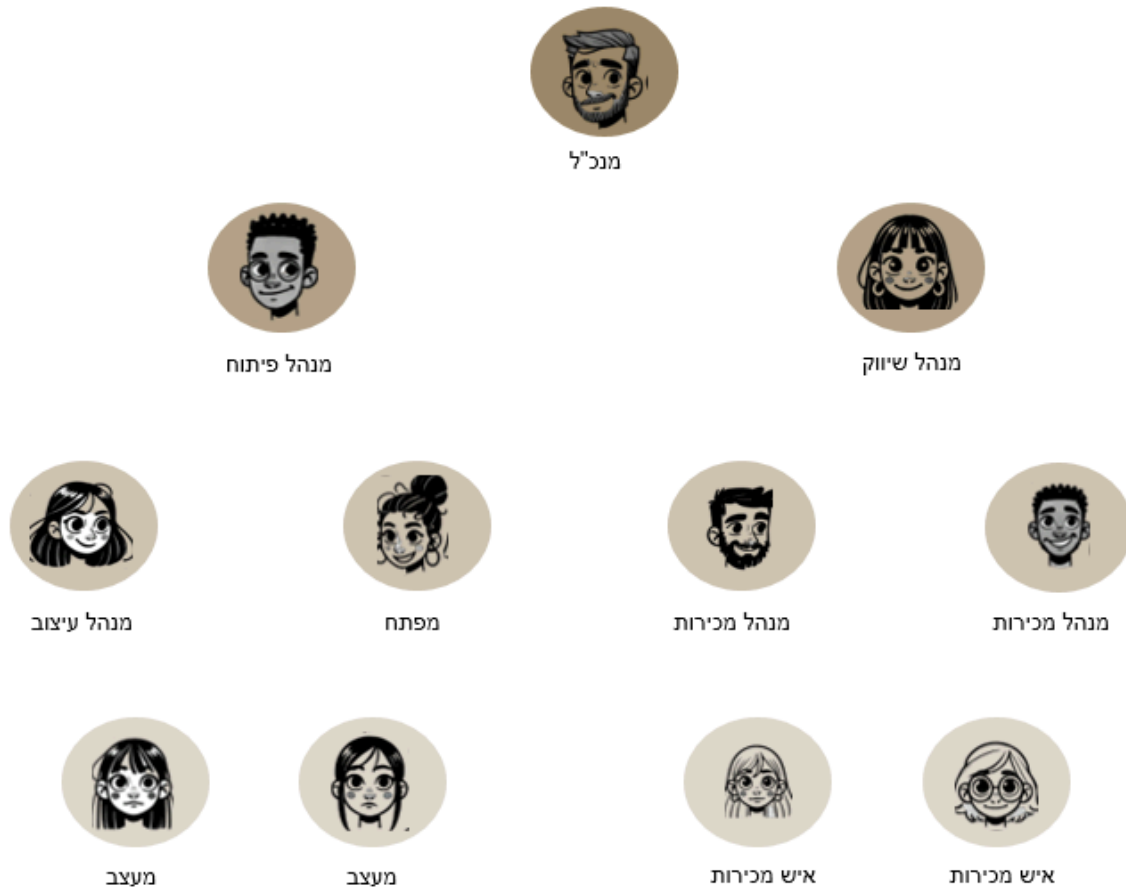 מנכ"ל
מנהל שיווק
מנהל פיתוח
מנהל מכירות
מנהל מכירות
מפתח
מנהל עיצוב
איש מכירות
איש מכירות
מעצב
מעצב